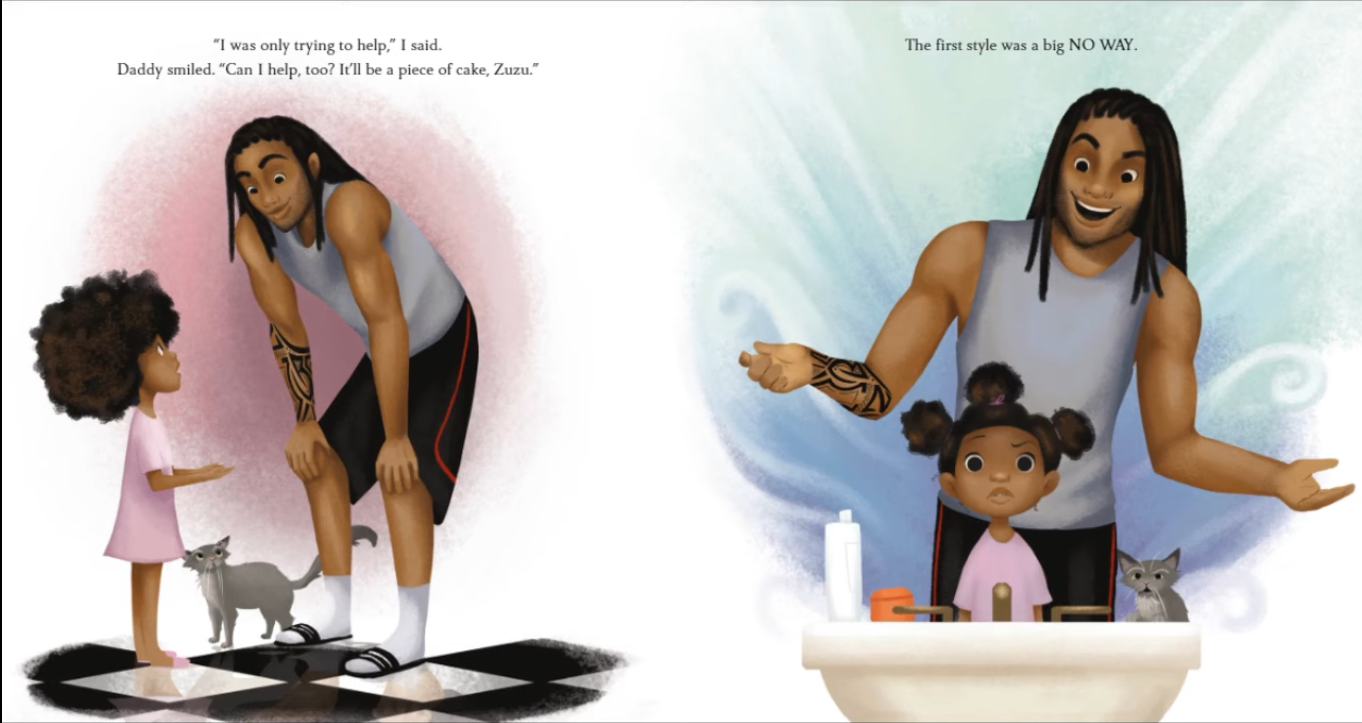 “I was only trying to help,” I said.
Daddy smiled. “Can I help, too? It’ll be a piece of cake, Zuzu.”
The first style was a big NO WAY.